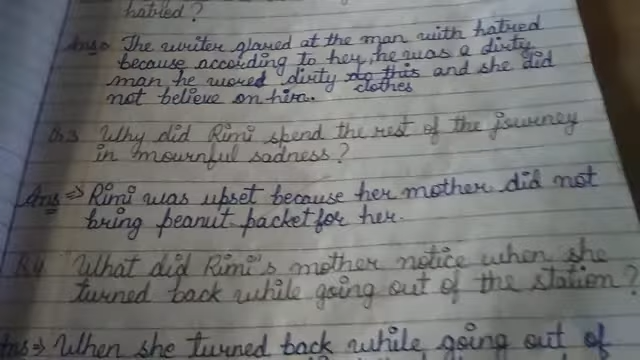 hatred?
Ans⇒ The writer glared at the man with hatred
because according to her, he was a dirty
man, he wored dirty clothes and she did
not believe on him.
Q.3 Why did Rimi spend the rest of the journey
in mournful sadness?
Ans⇒ Rimi was upset because her mother did not
bring peanut packet for her.
What did Rimi's mother notice when she
turned back while going out of the station?
Ans⇒ When she turned back while going out of